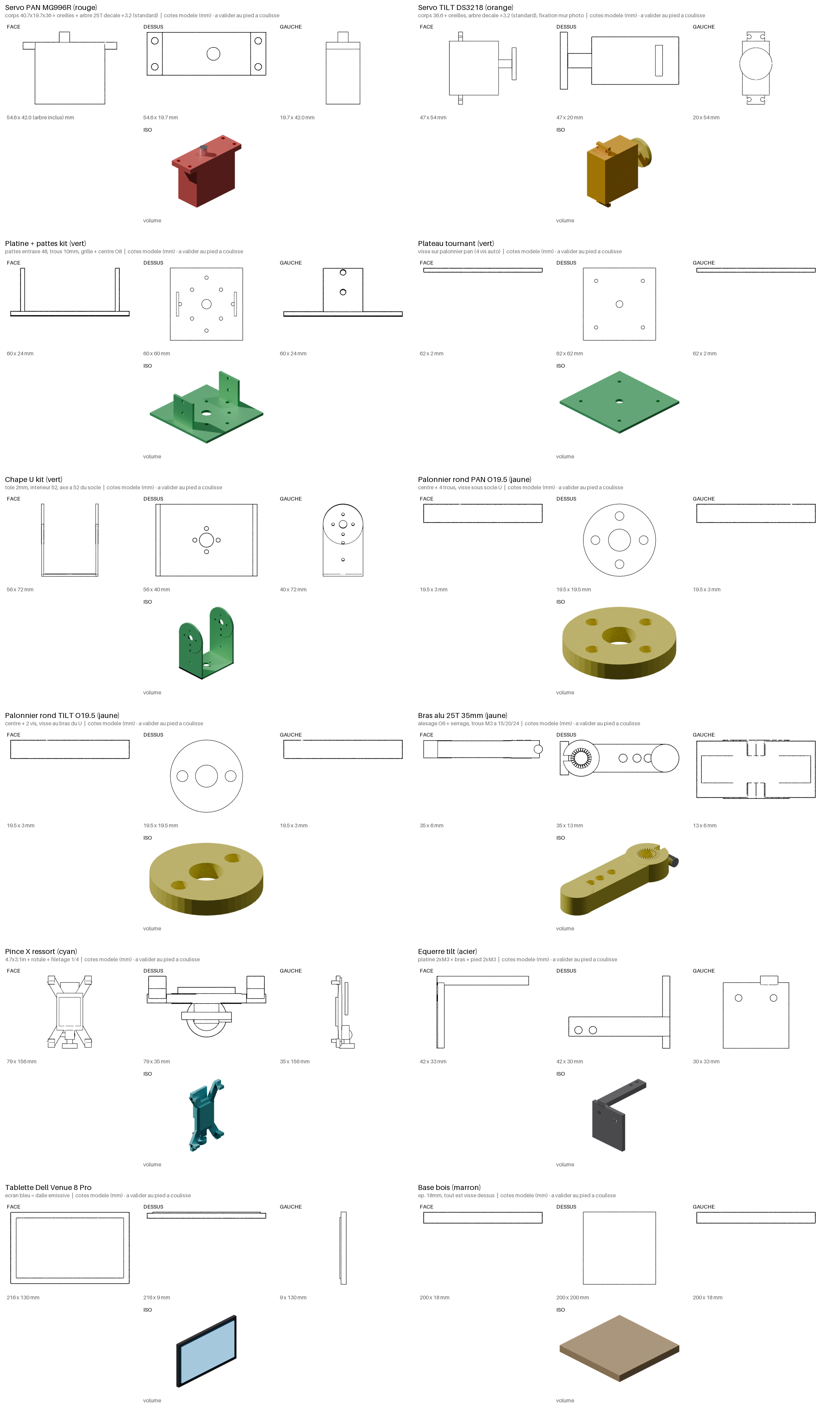 Servo PAN MG996R (rouge)
corps 40.7x19.7x36 + oreilles + arbre 25T decale +3.2 (standard) | cotes modele (mm) - a valider au pied a coulisse
FACE
DESSUS
GAUCHE
54.6 x 42.0 (arbre inclus) mm
54.6 x 19.7 mm
19.7 x 42.0 mm
ISO
volume
Servo TILT DS3218 (orange)
corps 36.6 + oreilles, arbre decale +3.2 (standard), fixation mur photo | cotes modele (mm) - a valider au pied a coulisse
FACE
DESSUS
GAUCHE
47 x 54 mm
47 x 20 mm
20 x 54 mm
ISO
volume
Platine + pattes kit (vert)
pattes entraxe 48, trous 10mm, grille + centre O8 | cotes modele (mm) - a valider au pied a coulisse
FACE
DESSUS
GAUCHE
60 x 24 mm
60 x 60 mm
60 x 24 mm
ISO
volume
Plateau tournant (vert)
visse sur palonnier pan (4 vis auto) | cotes modele (mm) - a valider au pied a coulisse
FACE
DESSUS
GAUCHE
62 x 2 mm
62 x 62 mm
62 x 2 mm
ISO
volume
Chape U kit (vert)
tole 2mm, interieur 52, axe a 52 du socle | cotes modele (mm) - a valider au pied a coulisse
FACE
DESSUS
GAUCHE
56 x 72 mm
56 x 40 mm
40 x 72 mm
ISO
volume
Palonnier rond PAN O19.5 (jaune)
centre + 4 trous, visse sous socle U | cotes modele (mm) - a valider au pied a coulisse
FACE
DESSUS
GAUCHE
19.5 x 3 mm
19.5 x 19.5 mm
19.5 x 3 mm
ISO
volume
Palonnier rond TILT O19.5 (jaune)
centre + 2 vis, visse au bras du U | cotes modele (mm) - a valider au pied a coulisse
FACE
DESSUS
GAUCHE
19.5 x 3 mm
19.5 x 19.5 mm
19.5 x 3 mm
ISO
volume
Bras alu 25T 35mm (jaune)
alesage O6 + serrage, trous M3 a 15/20/24 | cotes modele (mm) - a valider au pied a coulisse
FACE
DESSUS
GAUCHE
35 x 6 mm
35 x 13 mm
13 x 6 mm
ISO
volume
Pince X ressort (cyan)
4.7x3.1in + rotule + filetage 1/4 | cotes modele (mm) - a valider au pied a coulisse
FACE
DESSUS
GAUCHE
79 x 156 mm
79 x 35 mm
35 x 156 mm
ISO
volume
Equerre tilt (acier)
platine 2xM3 + bras + pied 2xM3 | cotes modele (mm) - a valider au pied a coulisse
FACE
DESSUS
GAUCHE
42 x 33 mm
42 x 30 mm
30 x 33 mm
ISO
volume
Tablette Dell Venue 8 Pro
ecran bleu = dalle emissive | cotes modele (mm) - a valider au pied a coulisse
FACE
DESSUS
GAUCHE
216 x 130 mm
216 x 9 mm
9 x 130 mm
ISO
volume
Base bois (marron)
ep. 18mm, tout est visse dessus | cotes modele (mm) - a valider au pied a coulisse
FACE
DESSUS
GAUCHE
200 x 18 mm
200 x 200 mm
200 x 18 mm
ISO
volume